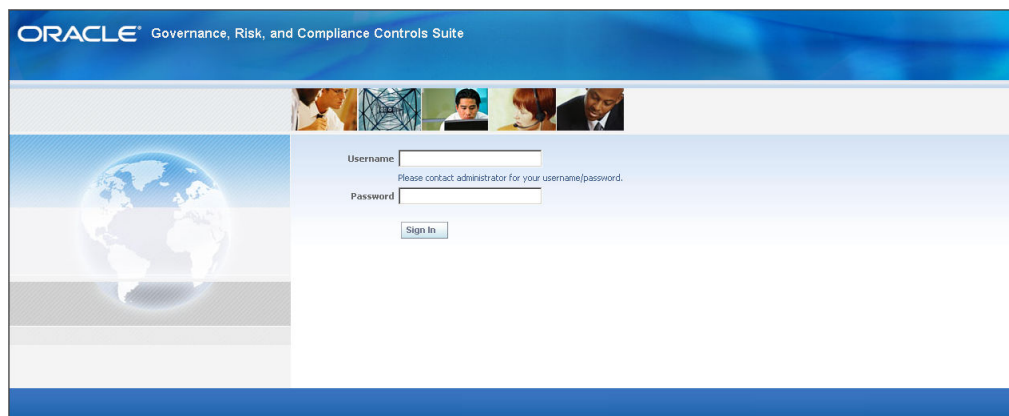 ORACLE® Governance, Risk, and Compliance Controls Suite
Username
Please contact administrator for your username/password.
Password
Sign In